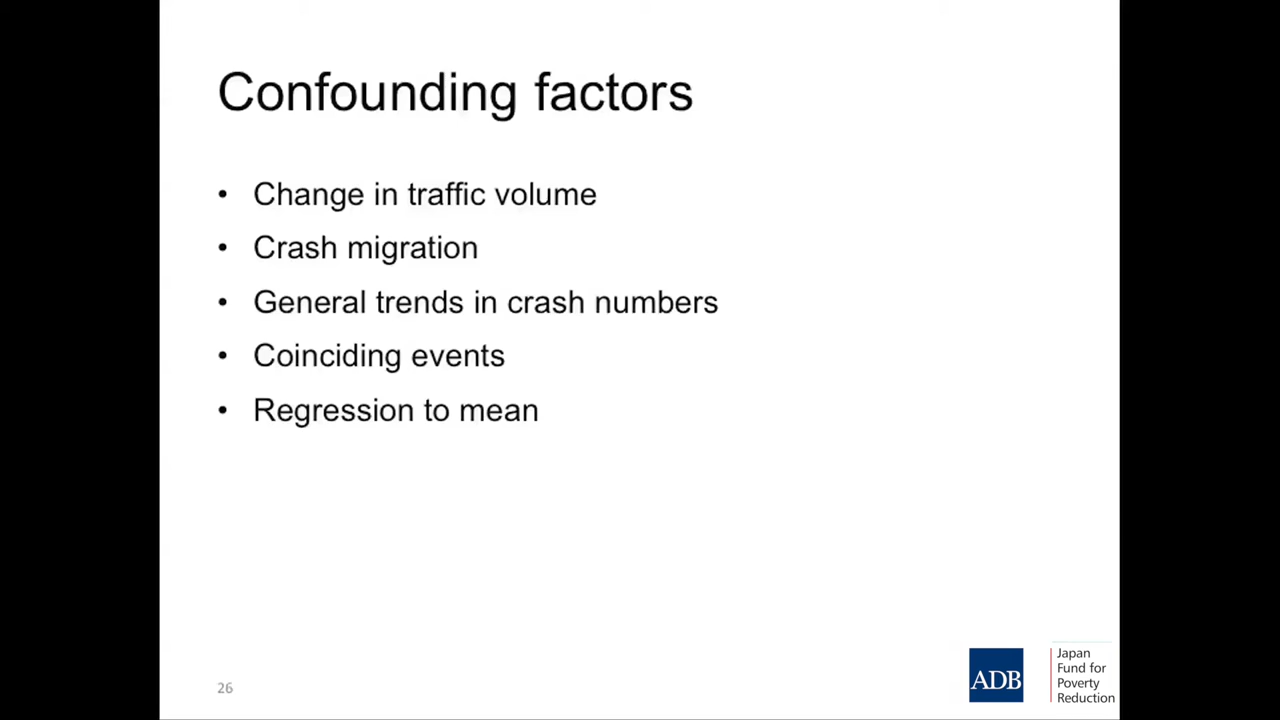 Confounding factors
• Change in traffic volume
• Crash migration
• General trends in crash numbers
• Coinciding events
• Regression to mean
26
ADB
Japan
Fund for
Poverty
Reduction